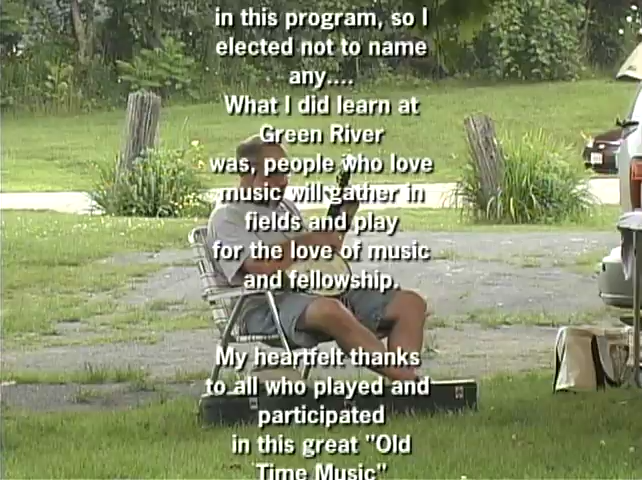 in this program, so I
elected not to name
any....
What I did learn at
Green River
was, people who love
music will gather in
fields and play
for the love of music
and fellowship.
My heartfelt thanks
to all who played and
participated
in this great "Old
Time Music"